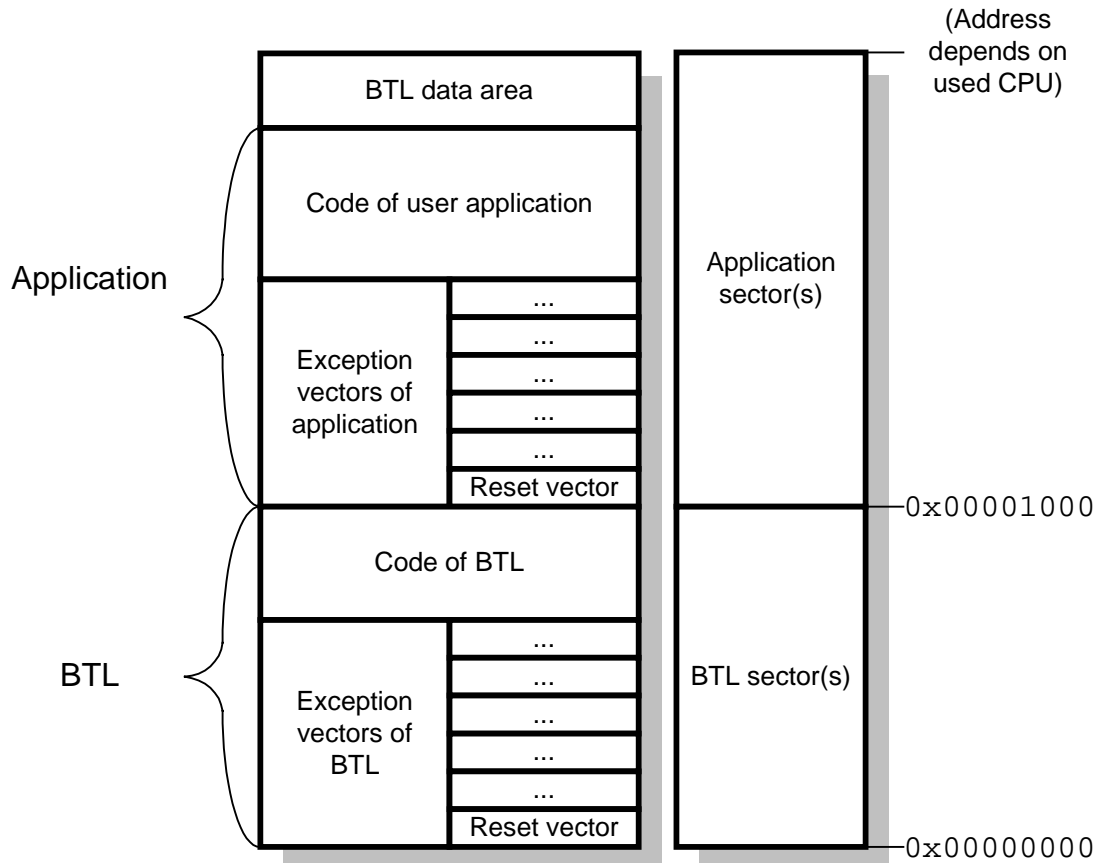 (Address
depends on
used CPU)
BTL data area
Code of user application
Application
Application
sector(s)
Exception
vectors of
application
...
...
...
...
...
Reset vector
0x00001000
Code of BTL
BTL
BTL sector(s)
Exception
vectors of
BTL
...
...
...
...
...
Reset vector
0x00000000